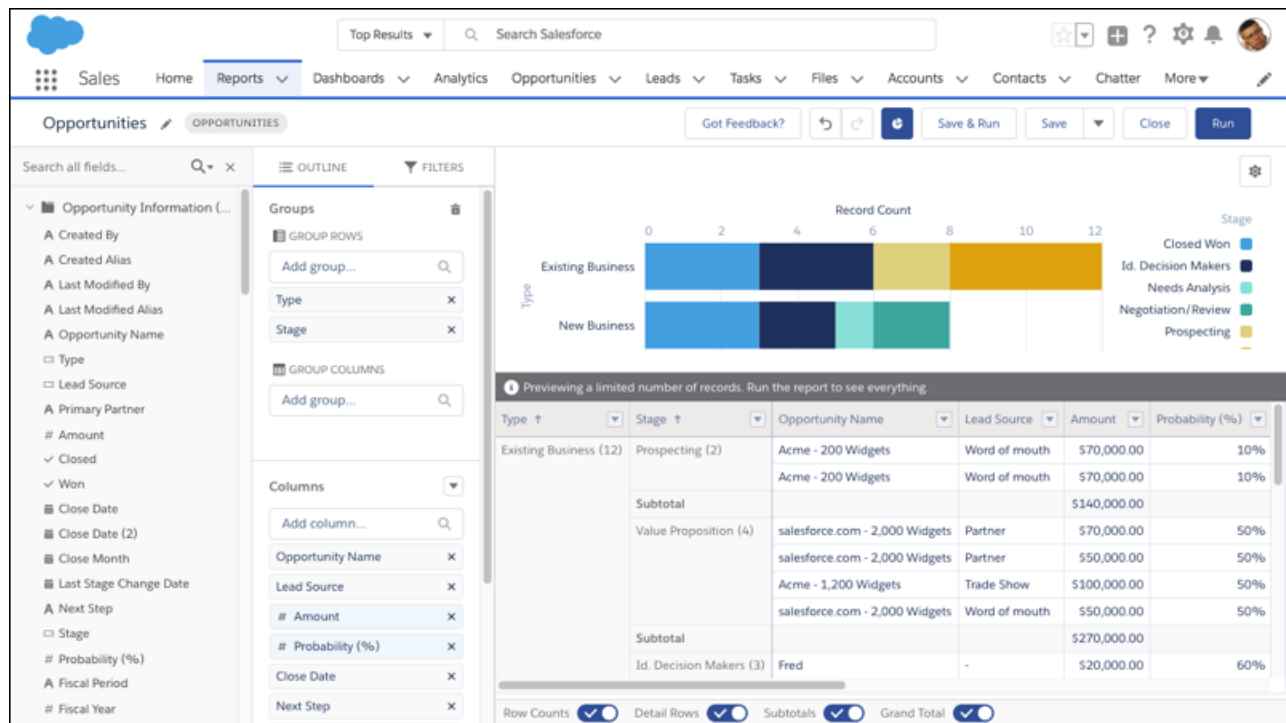 Top Results
Search Salesforce
Sales
Home
Reports
Dashboards
Analytics
Opportunities
Leads
Tasks
Files
Accounts
Contacts
Chatter
More
Opportunities
OPPORTUNITIES
Got Feedback?
Save & Run
Save
Close
Run
Search all fields...
Opportunity Information (...
Created By
Created Alias
Last Modified By
Last Modified Alias
Opportunity Name
Type
Lead Source
Primary Partner
# Amount
Closed
Won
Close Date
Close Date (2)
Close Month
Last Stage Change Date
Next Step
Stage
# Probability (%)
Fiscal Period
# Fiscal Year
OUTLINE
FILTERS
Groups
GROUP ROWS
Add group...
Type
Stage
GROUP COLUMNS
Add group...
Columns
Add column...
Opportunity Name
Lead Source
# Amount
# Probability (%)
Close Date
Next Step
Record Count
0 2 4 6 8 10 12
Type
Existing Business
New Business
Stage
Closed Won
Id. Decision Makers
Needs Analysis
Negotiation/Review
Prospecting
Previewing a limited number of records. Run the report to see everything.
Type ↑ Stage ↑ Opportunity Name Lead Source Amount Probability (%)
Existing Business (12) Prospecting (2) Acme - 200 Widgets Word of mouth $70,000.00 10%
Acme - 200 Widgets Word of mouth $70,000.00 10%
Subtotal $140,000.00
Value Proposition (4) salesforce.com - 2,000 Widgets Partner $70,000.00 50%
salesforce.com - 2,000 Widgets Partner $50,000.00 50%
Acme - 1,200 Widgets Trade Show $100,000.00 50%
salesforce.com - 2,000 Widgets Word of mouth $50,000.00 50%
Subtotal $270,000.00
Id. Decision Makers (3) Fred - $20,000.00 60%
Row Counts Detail Rows Subtotals Grand Total